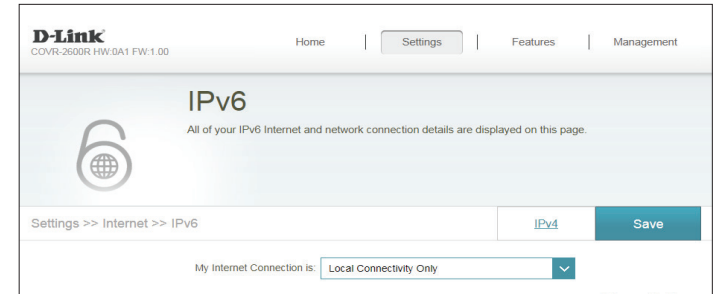 D-Link
COVR-2600R HW:0A1 FW:1.00
Home | Settings | Features | Management
IPv6
All of your IPv6 Internet and network connection details are displayed on this page.
Settings >> Internet >> IPv6
IPv4
Save
My Internet Connection is: Local Connectivity Only